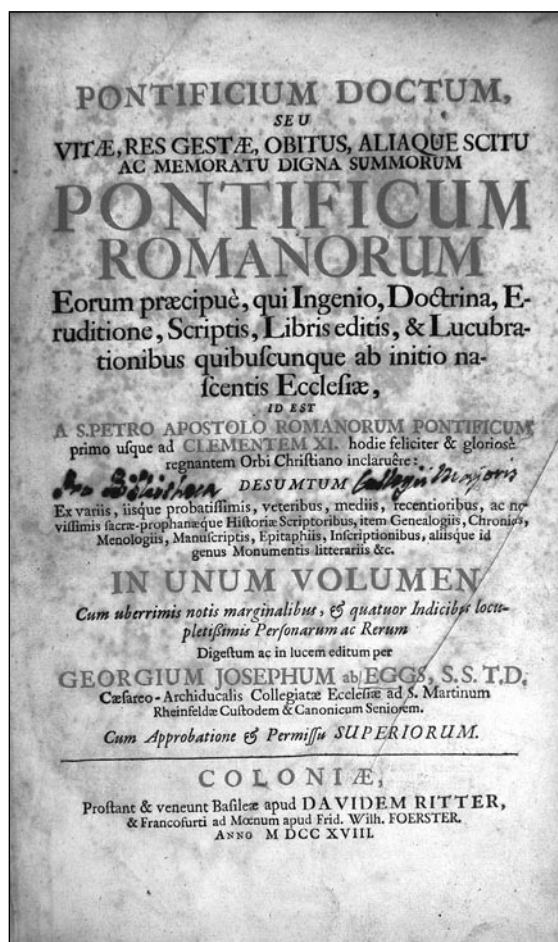 PONTIFICIUM DOCTUM,
SEU
VITÆ, RES GESTÆ, OBITUS, ALIAQUE SCITU
AC MEMORATU DIGNA SUMMORUM
PONTIFICUM
ROMANORUM
Eorum præcipuè, qui Ingenio, Doctrina, E-
ruditione, Scriptis, Libris editis, & Lucubra-
tionibus quibuſcunque ab initio na-
ſcentis Eccleſiæ,
ID EST
A S. PETRO APOSTOLO ROMANORUM PONTIFICUM
primo uſque ad CLEMENTEM XI. hodie feliciter & glorioſè
regnantem Orbi Chriſtiano inclaruêre:
Pro Bibliotheca DESUMTUM Collegii Majoris
Ex variis, iisque probatiſſimis, veteribus, mediis, recentioribus, ac no-
viſſimis ſacræ-prophanæque Hiſtoriæ Scriptoribus, item Genealogiis, Chronicis,
Menologiis, Manuſcriptis, Epitaphiis, Inſcriptionibus, aliiſque id
genus Monumentis litterariis &c.
IN UNUM VOLUMEN
Cum uberrimis notis marginalibus, & quatuor Indicibus locu-
pletißimis Perſonarum ac Rerum
Digeſtum ac in lucem editum per
GEORGIUM JOSEPHUM ab EGGS, S.S.T.D.
Cæſareo-Archiducalis Collegiatæ Eccleſiæ ad S. Martinum
Rheinfeldæ Cuſtodem & Canonicum Seniorem.
Cum Approbatione & Permiſſu SUPERIORUM.
COLONIÆ,
Proſtant & veneunt Baſileæ apud DAVIDEM RITTER,
& Francofurti ad Mœnum apud Frid. Wilh. FOERSTER.
ANNO M DCC XVIII.